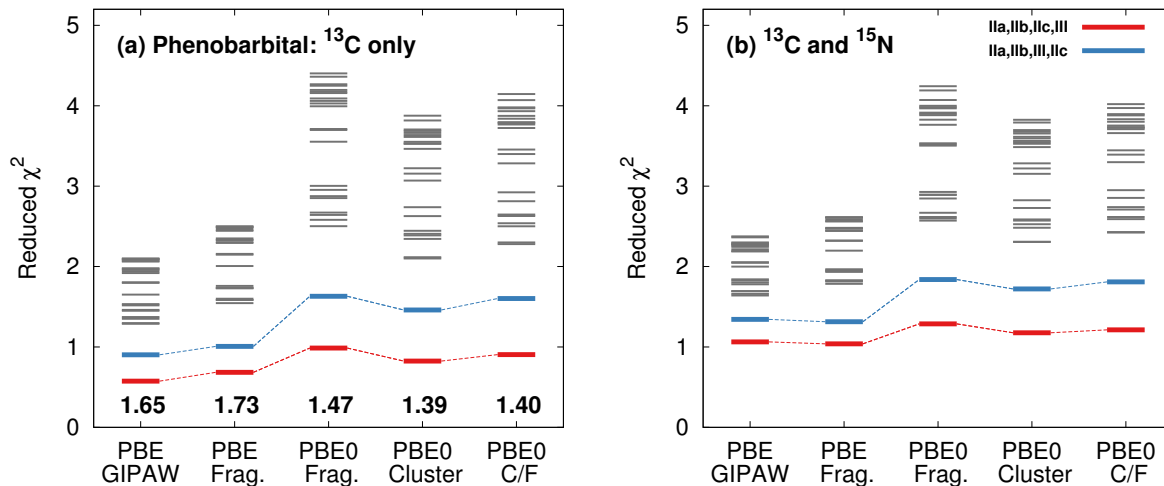 (a) Phenobarbital: ¹³C only
Reduced χ²
5
4
3
2
1
0
1.65 1.73 1.47 1.39 1.40
PBE GIPAW
PBE Frag.
PBE0 Frag.
PBE0 Cluster
PBE0 C/F
(b) ¹³C and ¹⁵N
IIa,IIb,IIc,III
IIa,IIb,III,IIc
Reduced χ²
5
4
3
2
1
0
PBE GIPAW
PBE Frag.
PBE0 Frag.
PBE0 Cluster
PBE0 C/F